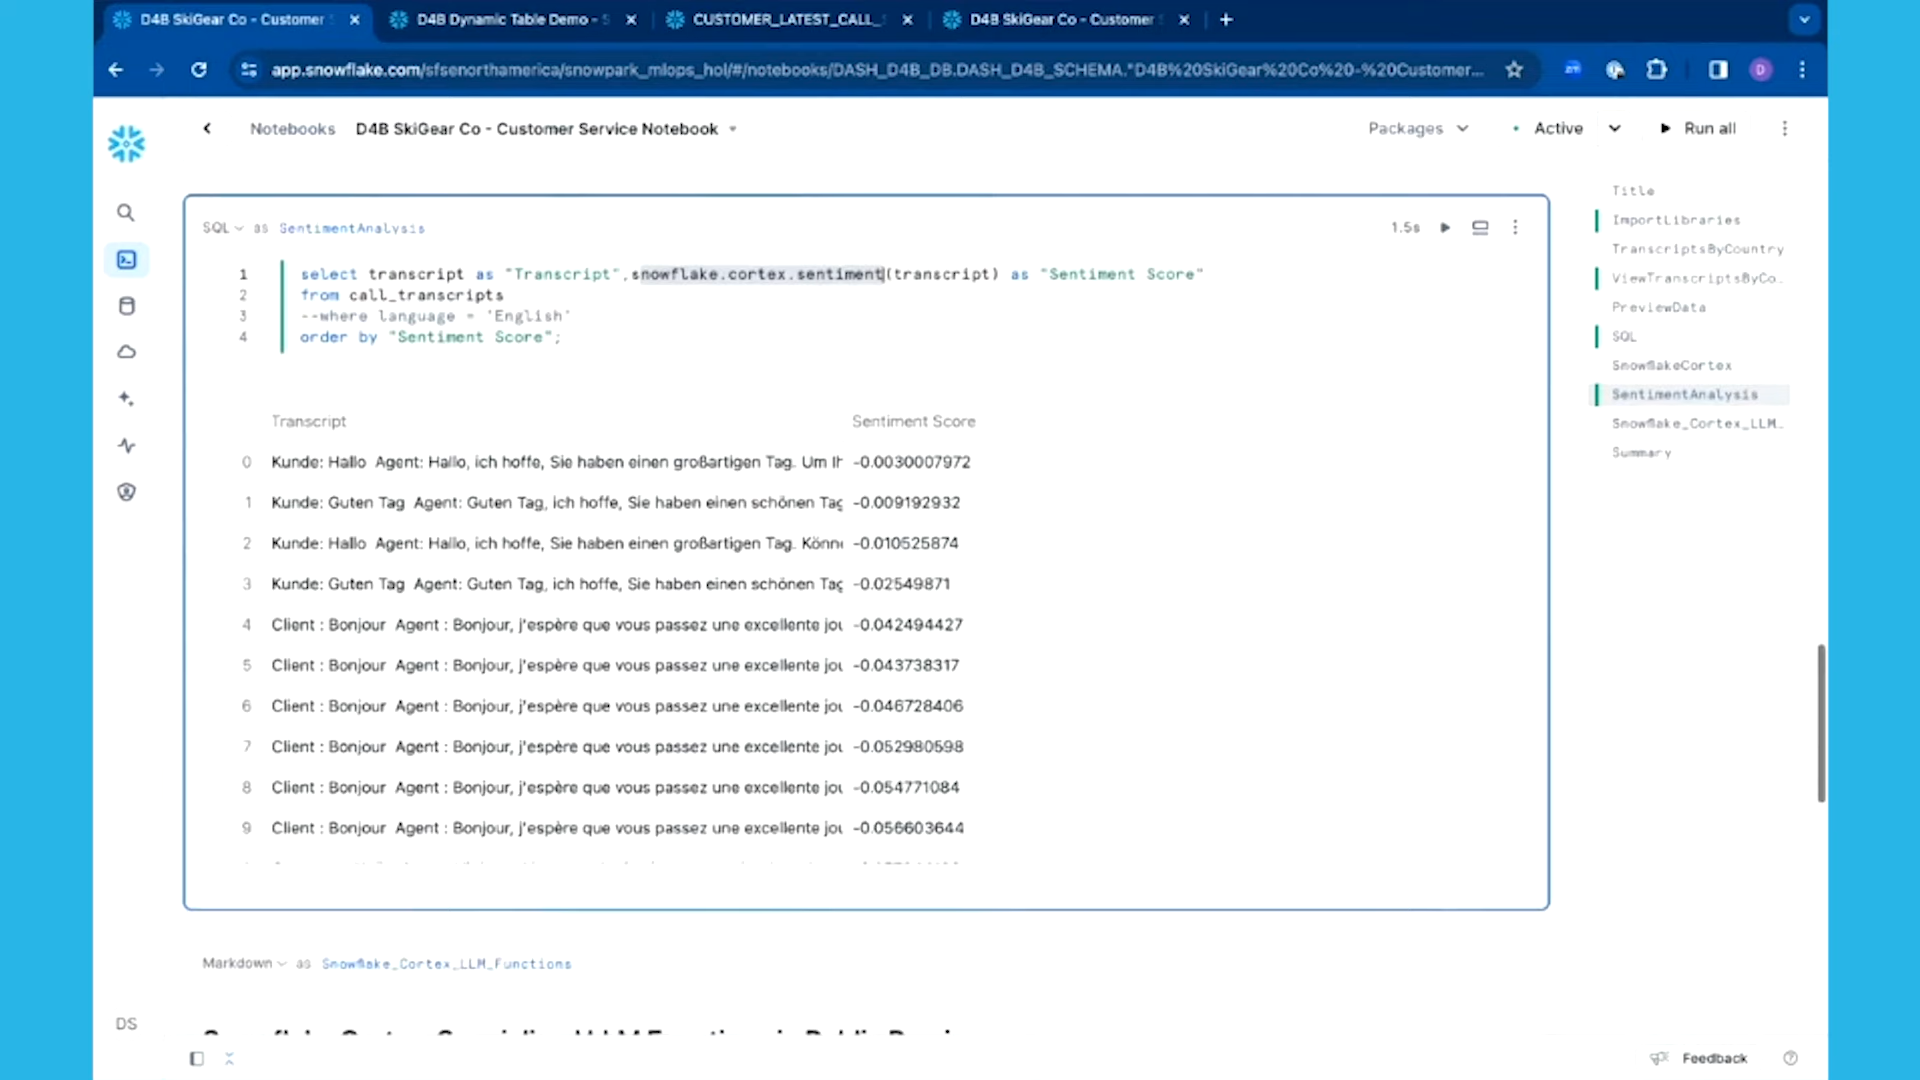 D4B SkiGear Co - Customer
D4B Dynamic Table Demo -
CUSTOMER_LATEST_CALL_
D4B SkiGear Co - Customer
app.snowflake.com/sfsenorthamerica/snowpark_mlops_hol/#/notebooks/DASH_D4B_DB.DASH_D4B_SCHEMA."D4B%20SkiGear%20Co%20-%20Customer...
D
Notebooks D4B SkiGear Co - Customer Service Notebook
Packages Active Run all
Title
ImportLibraries
TranscriptsByCountry
ViewTranscriptsByCo…
PreviewData
SQL
SnowflakeCortex
SentimentAnalysis
Snowflake_Cortex_LLM…
Summary
SQL as SentimentAnalysis
1.5s
1 select transcript as "Transcript",snowflake.cortex.sentiment(transcript) as "Sentiment Score"
2 from call_transcripts
3 --where language = 'English'
4 order by "Sentiment Score";
Transcript Sentiment Score
0 Kunde: Hallo Agent: Hallo, ich hoffe, Sie haben einen großartigen Tag. Um -0.0030007972
1 Kunde: Guten Tag Agent: Guten Tag, ich hoffe, Sie haben einen schönen Tag -0.009192932
2 Kunde: Hallo Agent: Hallo, ich hoffe, Sie haben einen großartigen Tag. -0.010525874
3 Kunde: Guten Tag Agent: Guten Tag, ich hoffe, Sie haben einen schönen Tag -0.02549871
4 Client : Bonjour Agent : Bonjour, j'espère que vous passez une excellente -0.042494427
5 Client : Bonjour Agent : Bonjour, j'espère que vous passez une excellente -0.043738317
6 Client : Bonjour Agent : Bonjour, j'espère que vous passez une excellente -0.046728406
7 Client : Bonjour Agent : Bonjour, j'espère que vous passez une excellente -0.052980598
8 Client : Bonjour Agent : Bonjour, j'espère que vous passez une excellente -0.054771084
9 Client : Bonjour Agent : Bonjour, j'espère que vous passez une excellente -0.056603644
Markdown as Snowflake_Cortex_LLM_Functions
DS
Feedback